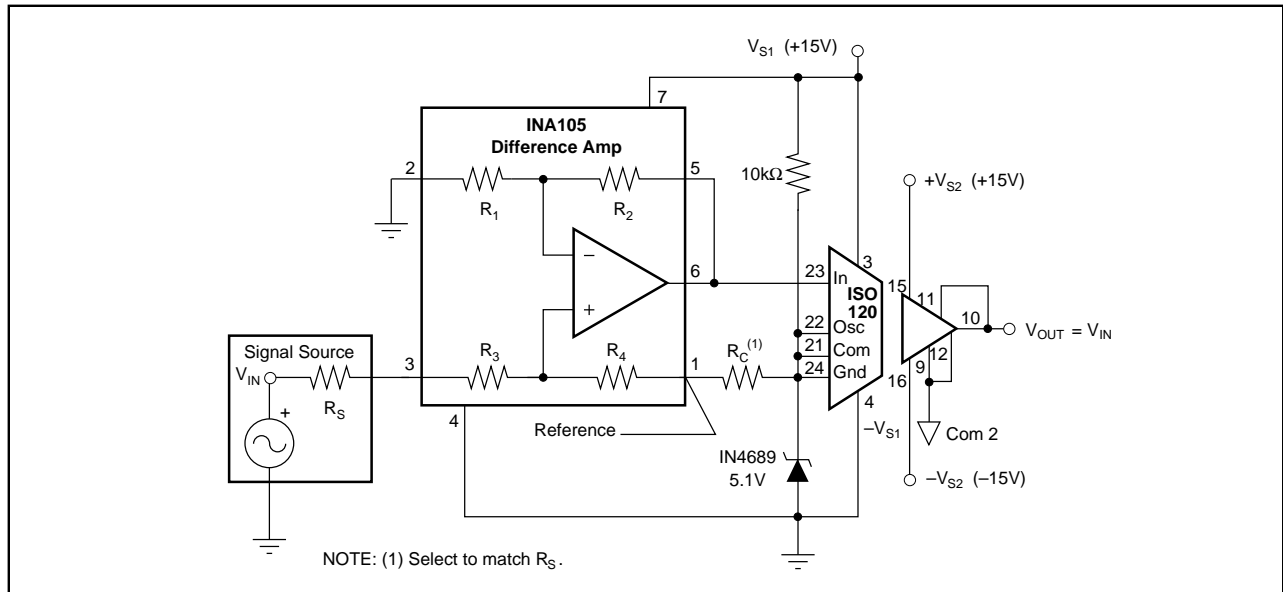 V_S1 (+15V)
7
INA105
Difference Amp
2
R_1
R_2
5
10kΩ
+V_S2 (+15V)
−
+
6
23
In
3
ISO
120
15
11
10
V_OUT = V_IN
22
Osc
21
Com
24
Gnd
12
9
16
4
−V_S1
Com 2
−V_S2 (−15V)
Signal Source
V_IN
R_S
+
3
R_3
R_4
1
R_C(1)
4
Reference
IN4689
5.1V
NOTE: (1) Select to match R_S.